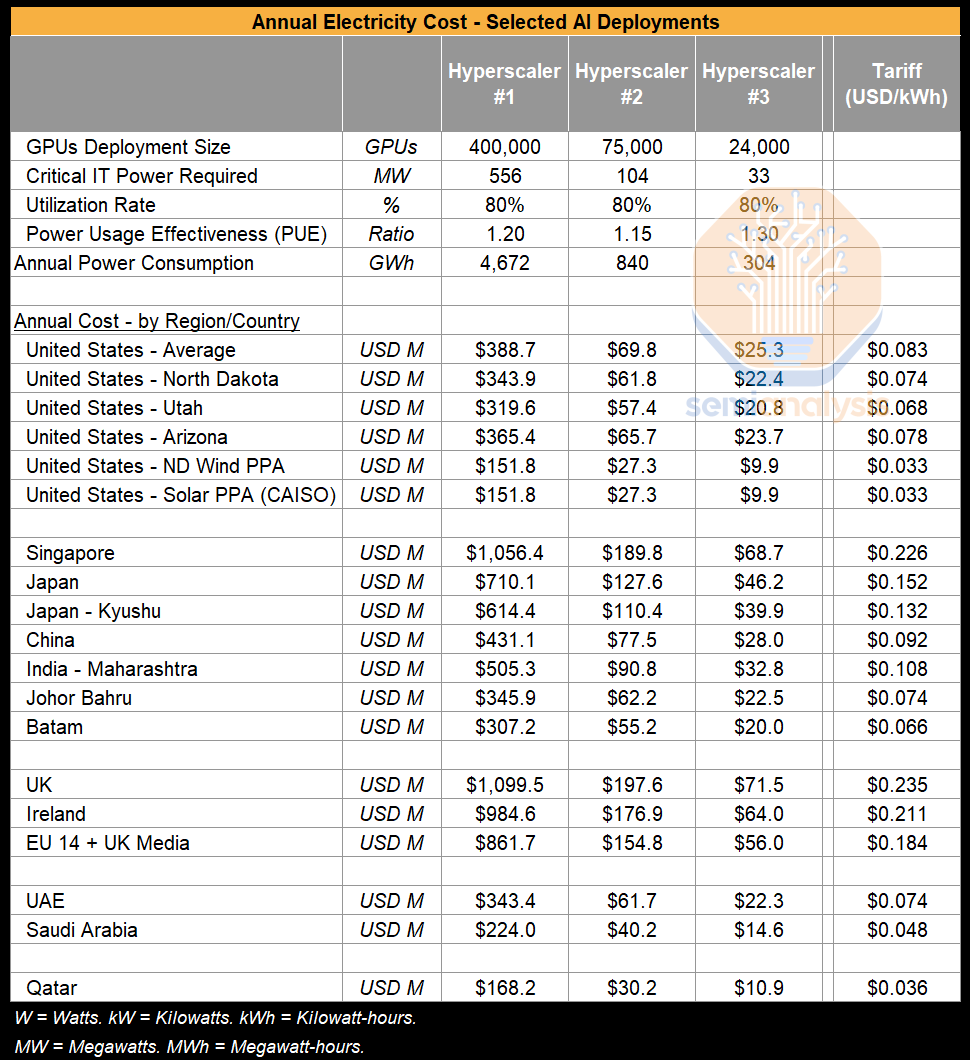 Annual Electricity Cost - Selected AI Deployments
Hyperscaler #1 Hyperscaler #2 Hyperscaler #3 Tariff (USD/kWh)
GPUs Deployment Size GPUs 400,000 75,000 24,000
Critical IT Power Required MW 556 104 33
Utilization Rate % 80% 80% 80%
Power Usage Effectiveness (PUE) Ratio 1.20 1.15 1.30
Annual Power Consumption GWh 4,672 840 304
Annual Cost - by Region/Country
United States - Average USD M $388.7 $69.8 $25.3 $0.083
United States - North Dakota USD M $343.9 $61.8 $22.4 $0.074
United States - Utah USD M $319.6 $57.4 $20.8 $0.068
semianalysis
United States - Arizona USD M $365.4 $65.7 $23.7 $0.078
United States - ND Wind PPA USD M $151.8 $27.3 $9.9 $0.033
United States - Solar PPA (CAISO) USD M $151.8 $27.3 $9.9 $0.033
Singapore USD M $1,056.4 $189.8 $68.7 $0.226
Japan USD M $710.1 $127.6 $46.2 $0.152
Japan - Kyushu USD M $614.4 $110.4 $39.9 $0.132
China USD M $431.1 $77.5 $28.0 $0.092
India - Maharashtra USD M $505.3 $90.8 $32.8 $0.108
Johor Bahru USD M $345.9 $62.2 $22.5 $0.074
Batam USD M $307.2 $55.2 $20.0 $0.066
UK USD M $1,099.5 $197.6 $71.5 $0.235
Ireland USD M $984.6 $176.9 $64.0 $0.211
EU 14 + UK Media USD M $861.7 $154.8 $56.0 $0.184
UAE USD M $343.4 $61.7 $22.3 $0.074
Saudi Arabia USD M $224.0 $40.2 $14.6 $0.048
Qatar USD M $168.2 $30.2 $10.9 $0.036
W = Watts. kW = Kilowatts. kWh = Kilowatt-hours.
MW = Megawatts. MWh = Megawatt-hours.